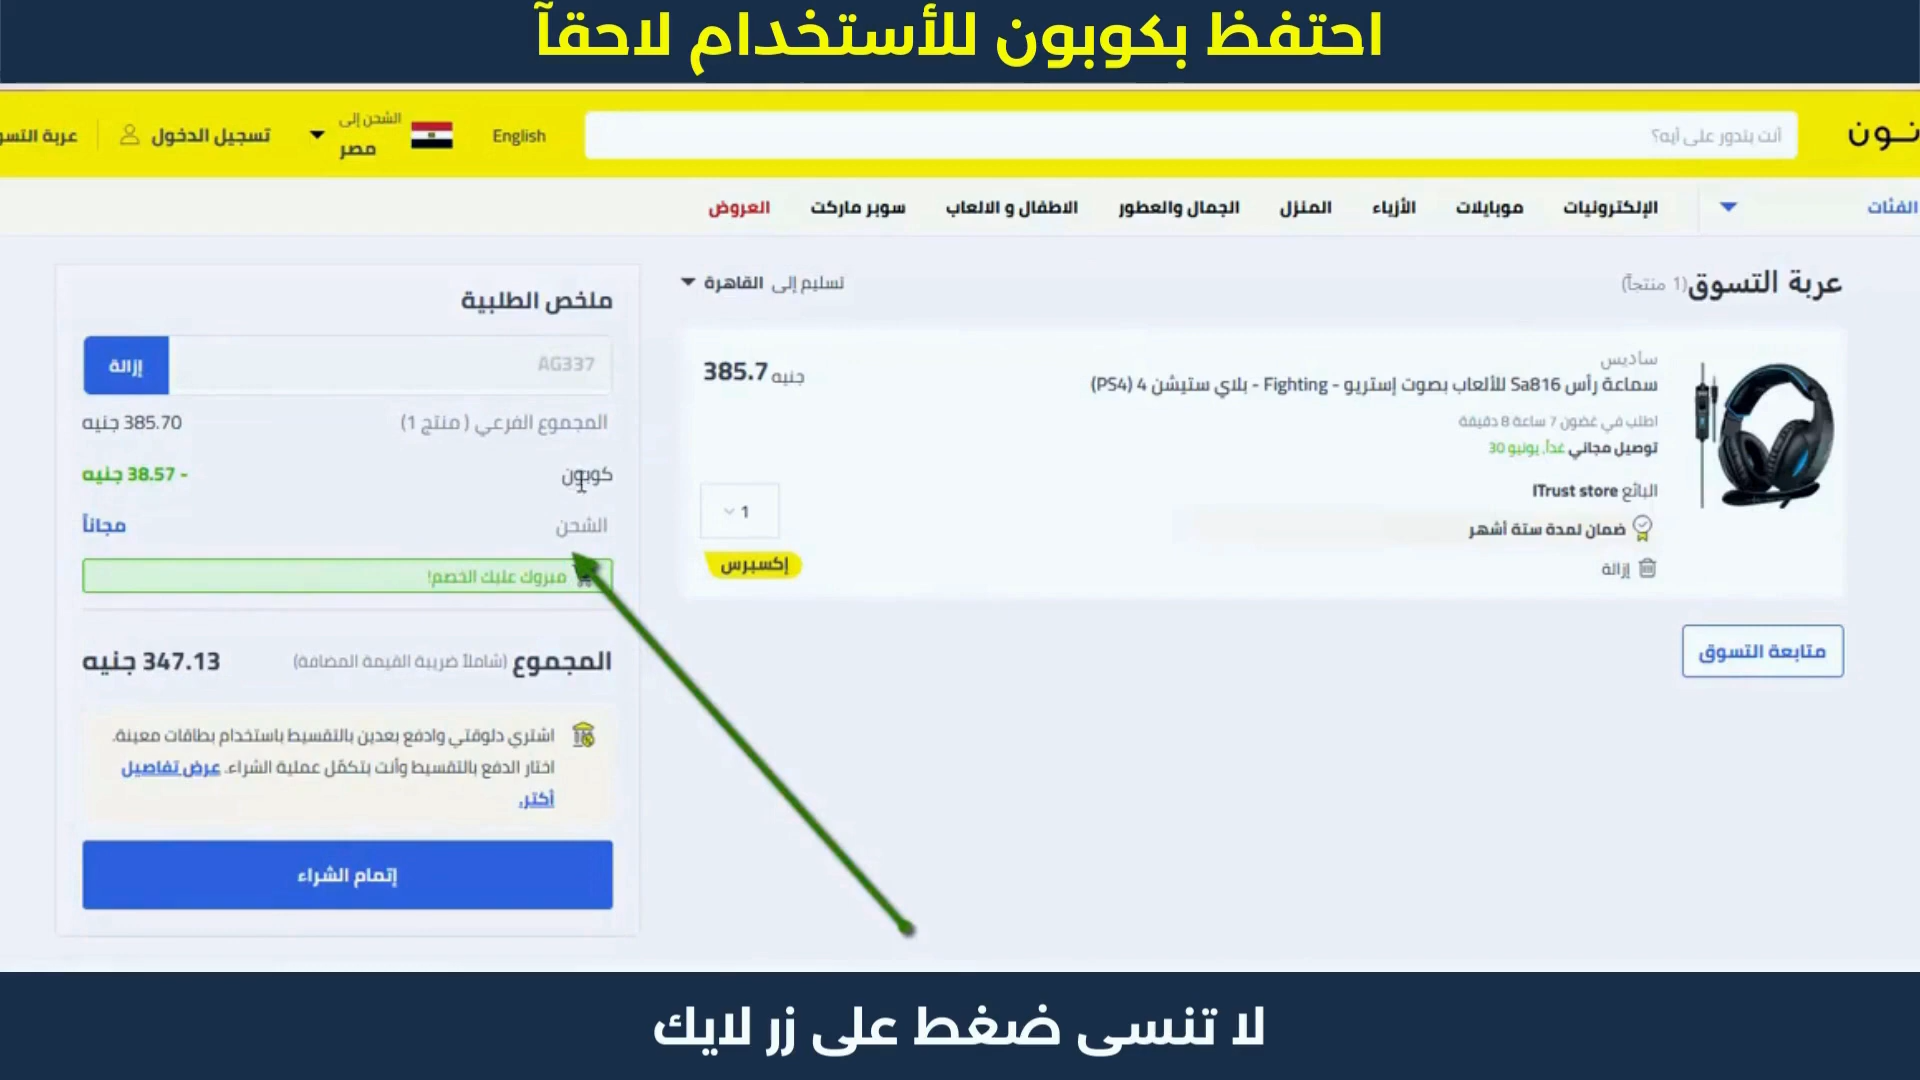 احتفظ بكوبون للأستخدام لاحقآ
نون
أنت بتدور على أيه؟
English
الشحن إلى
مصر
تسجيل الدخول
عربة التسو
الفئات
الإلكترونيات
موبايلات
الأزياء
المنزل
الجمال والعطور
الاطفال و الالعاب
سوبر ماركت
العروض
عربة التسوق (1 منتجاً)
تسليم إلى القاهرة
ساديس
سماعة رأس Sa816 للألعاب بصوت إستريو - Fighting - بلاي ستيشن 4 (PS4)
جنيه 385.7
اطلب في غضون 7 ساعة 8 دقيقة
توصيل مجاني غداً, يونيو 30
البائع ITrust store
ضمان لمدة ستة أشهر
إزالة
1
إكسبرس
متابعة التسوق
ملخص الطلبية
AG337
إزالة
المجموع الفرعي ( منتج 1)
385.70 جنيه
كوبون
- 38.57 جنيه
الشحن
مجاناً
مبروك عليك الخصم!
المجموع (شاملاً ضريبة القيمة المضافة)
347.13 جنيه
اشتري دلوقتي وادفع بعدين بالتقسيط باستخدام بطاقات معينة.
اختار الدفع بالتقسيط وأنت بتكمّل عملية الشراء. عرض تفاصيل
أكتر.
إتمام الشراء
لا تنسى ضغط على زر لايك